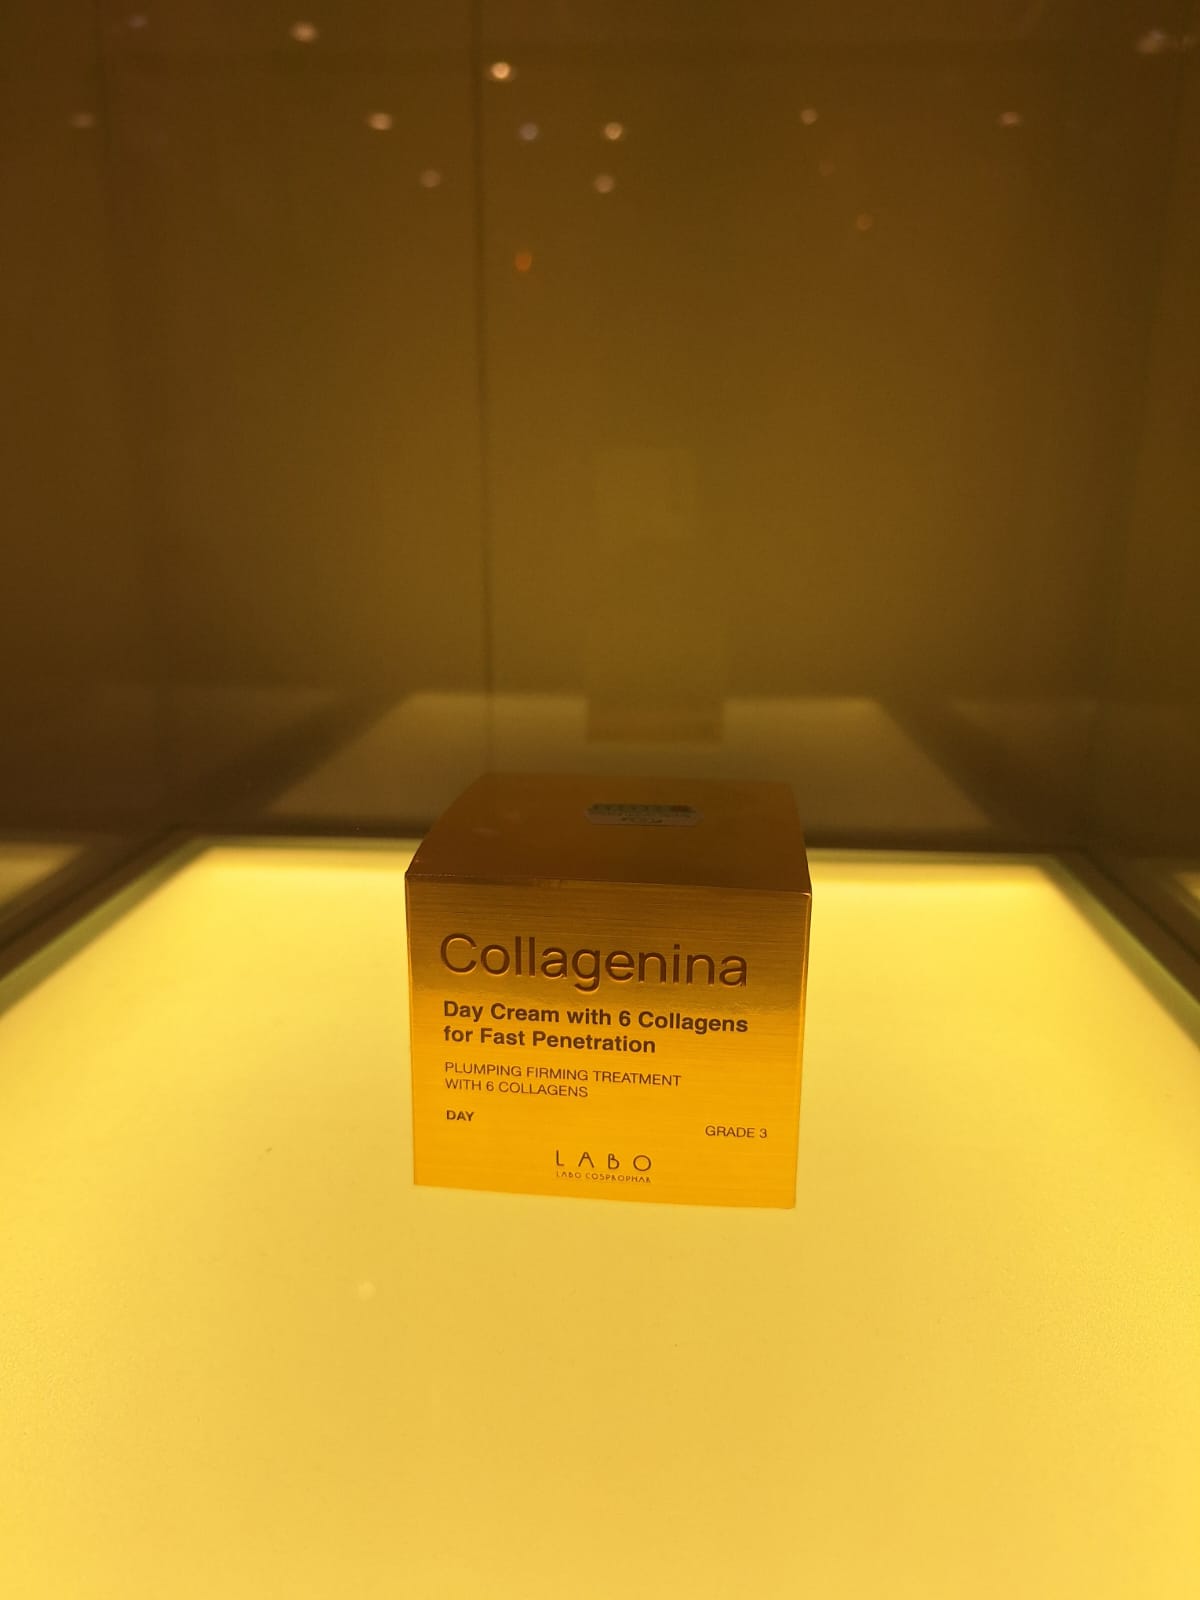 Collagenina
Day Cream with 6 Collagens
for Fast Penetration
PLUMPING FIRMING TREATMENT
WITH 6 COLLAGENS
DAY
GRADE 3
LABO
LABO COSPROPHAR